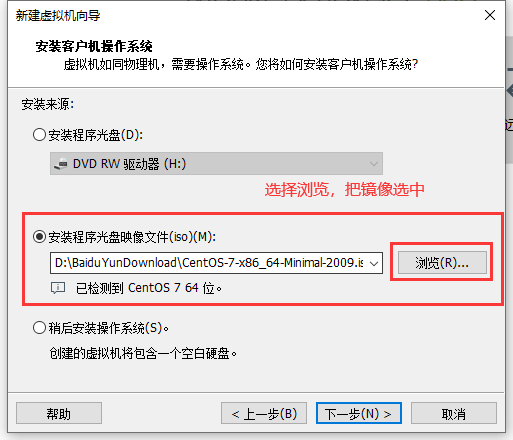 新建虚拟机向导
安装客户机操作系统
虚拟机如同物理机，需要操作系统。您将如何安装客户机操作系统?
安装来源:
安装程序光盘(D):
DVD RW 驱动器 (H:)
选择浏览，把镜像选中
安装程序光盘映像文件(iso)(M):
D:\BaiduYunDownload\CentOS-7-x86_64-Minimal-2009.is
浏览(R)...
已检测到 CentOS 7 64 位。
稍后安装操作系统(S)。
创建的虚拟机将包含一个空白硬盘。
帮助
< 上一步(B)
下一步(N) >
取消